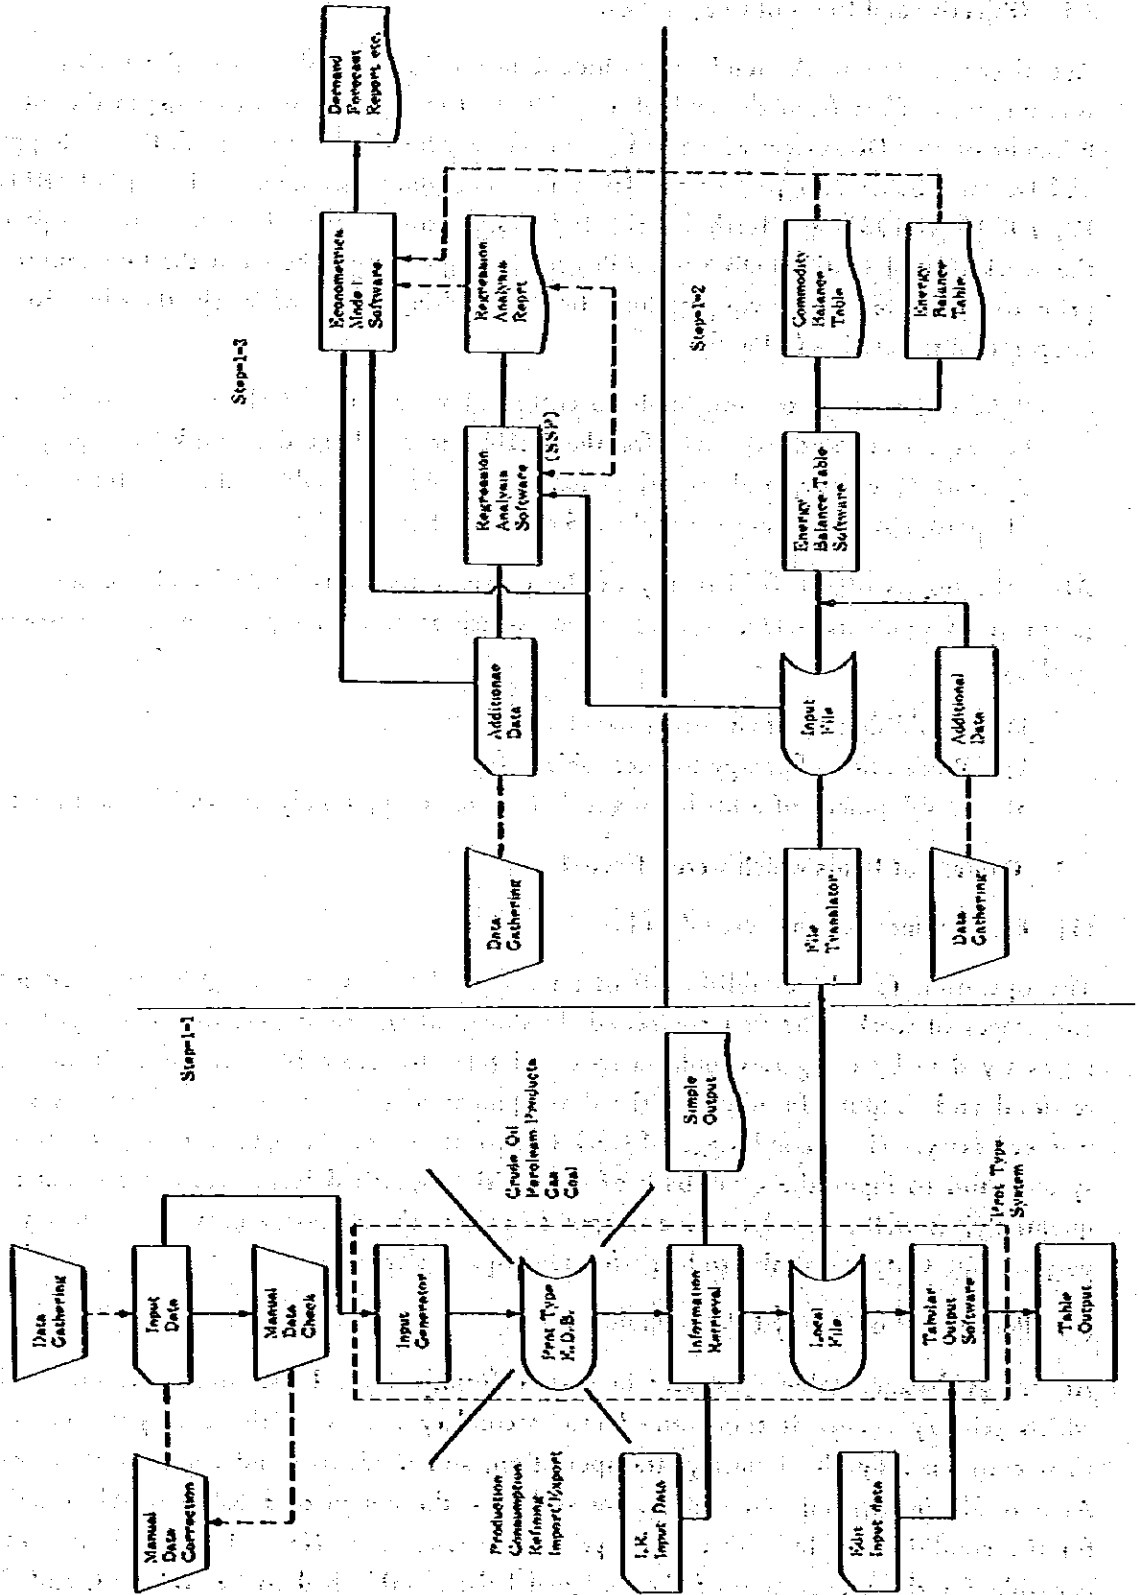 Step-1-1
Data
Gathering
Input
Data
Manual
Data
Correction
Manual
Data
Check
Input
Generator
Prot Type
E.D.B.
Production
Consumption
Refining
Import/Export
Crude Oil
Petroleum Products
Gas
Coal
I.R.
Input Data
Information
Retrieval
Simple
Output
Local
File
Edit
Input data
Tabular
Output
Software
Prot Type
System
Table
Output
Step-1-3
Data
Gathering
Additionae
Data
Regression
Analysis
Software
(SSP)
Regression
Analysis
Report
Econometrica
Model
Software
Demand
Forecast
Report, etc.
Step-1-2
File
Translator
Input
File
Data
Gathering
Additional
Data
Energy
Balance Table
Software
Commodity
Balance
Table
Energy
Balance
Table